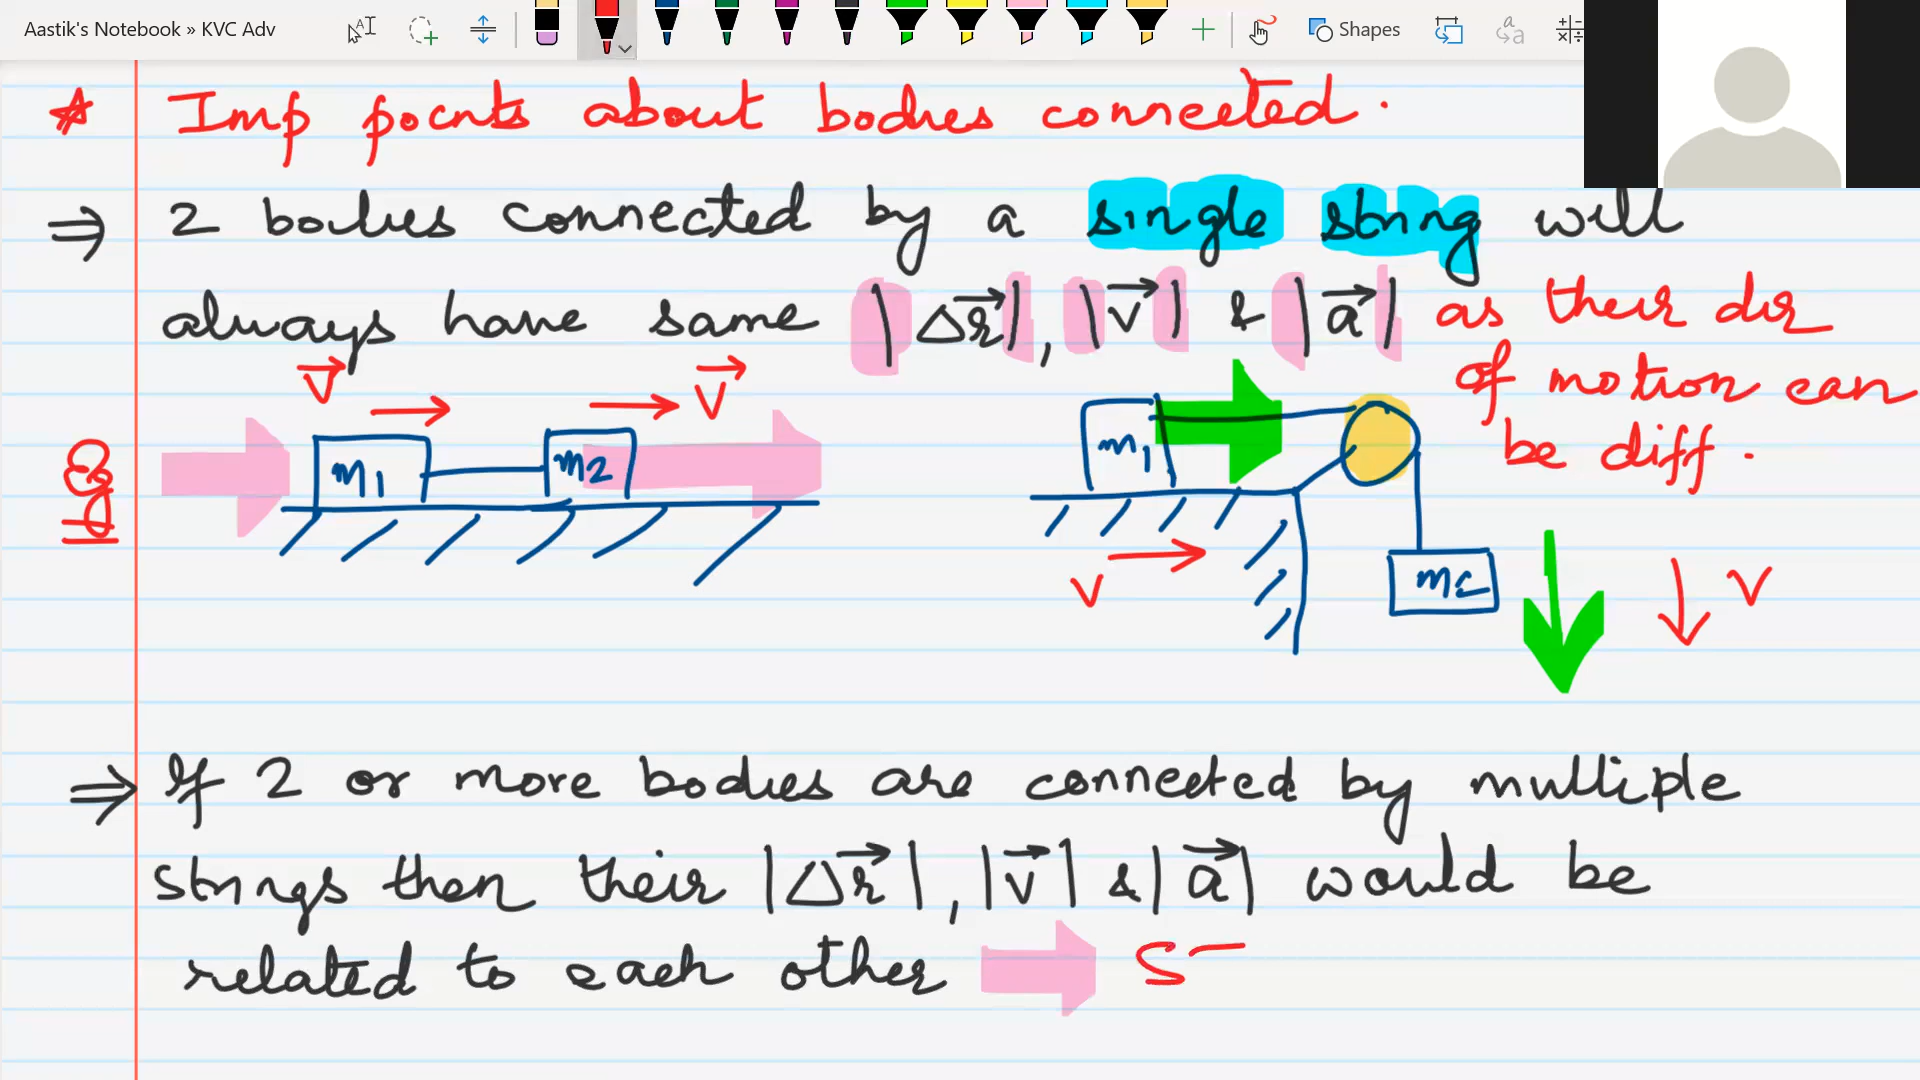 Aastik's Notebook » KVC Adv
Shapes
Imp points about bodies connected.
⇒ 2 bodies connected by a single string will
always have same |Δr⃗|, |v⃗| & |a⃗| as their dir
of motion can
be diff.
v⃗ v⃗
Eg
m1 m2
m1
m2
v
v
⇒ If 2 or more bodies are connected by multiple
strings then their |Δr⃗|, |v⃗| & |a⃗| would be
related to each other